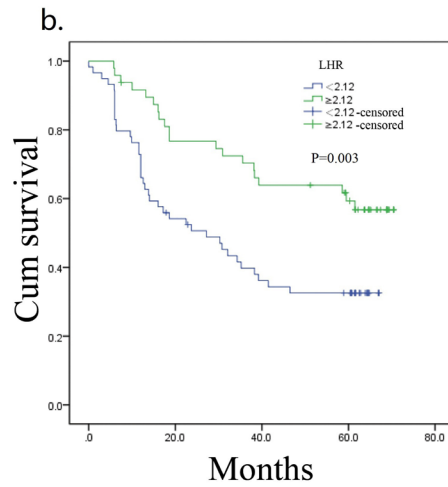 b.
LHR
<2.12
≥2.12
<2.12-censored
≥2.12-censored
P=0.003
Cum survival
1.0
0.8
0.6
0.4
0.2
0.0
.0
20.0
40.0
60.0
80.0
Months